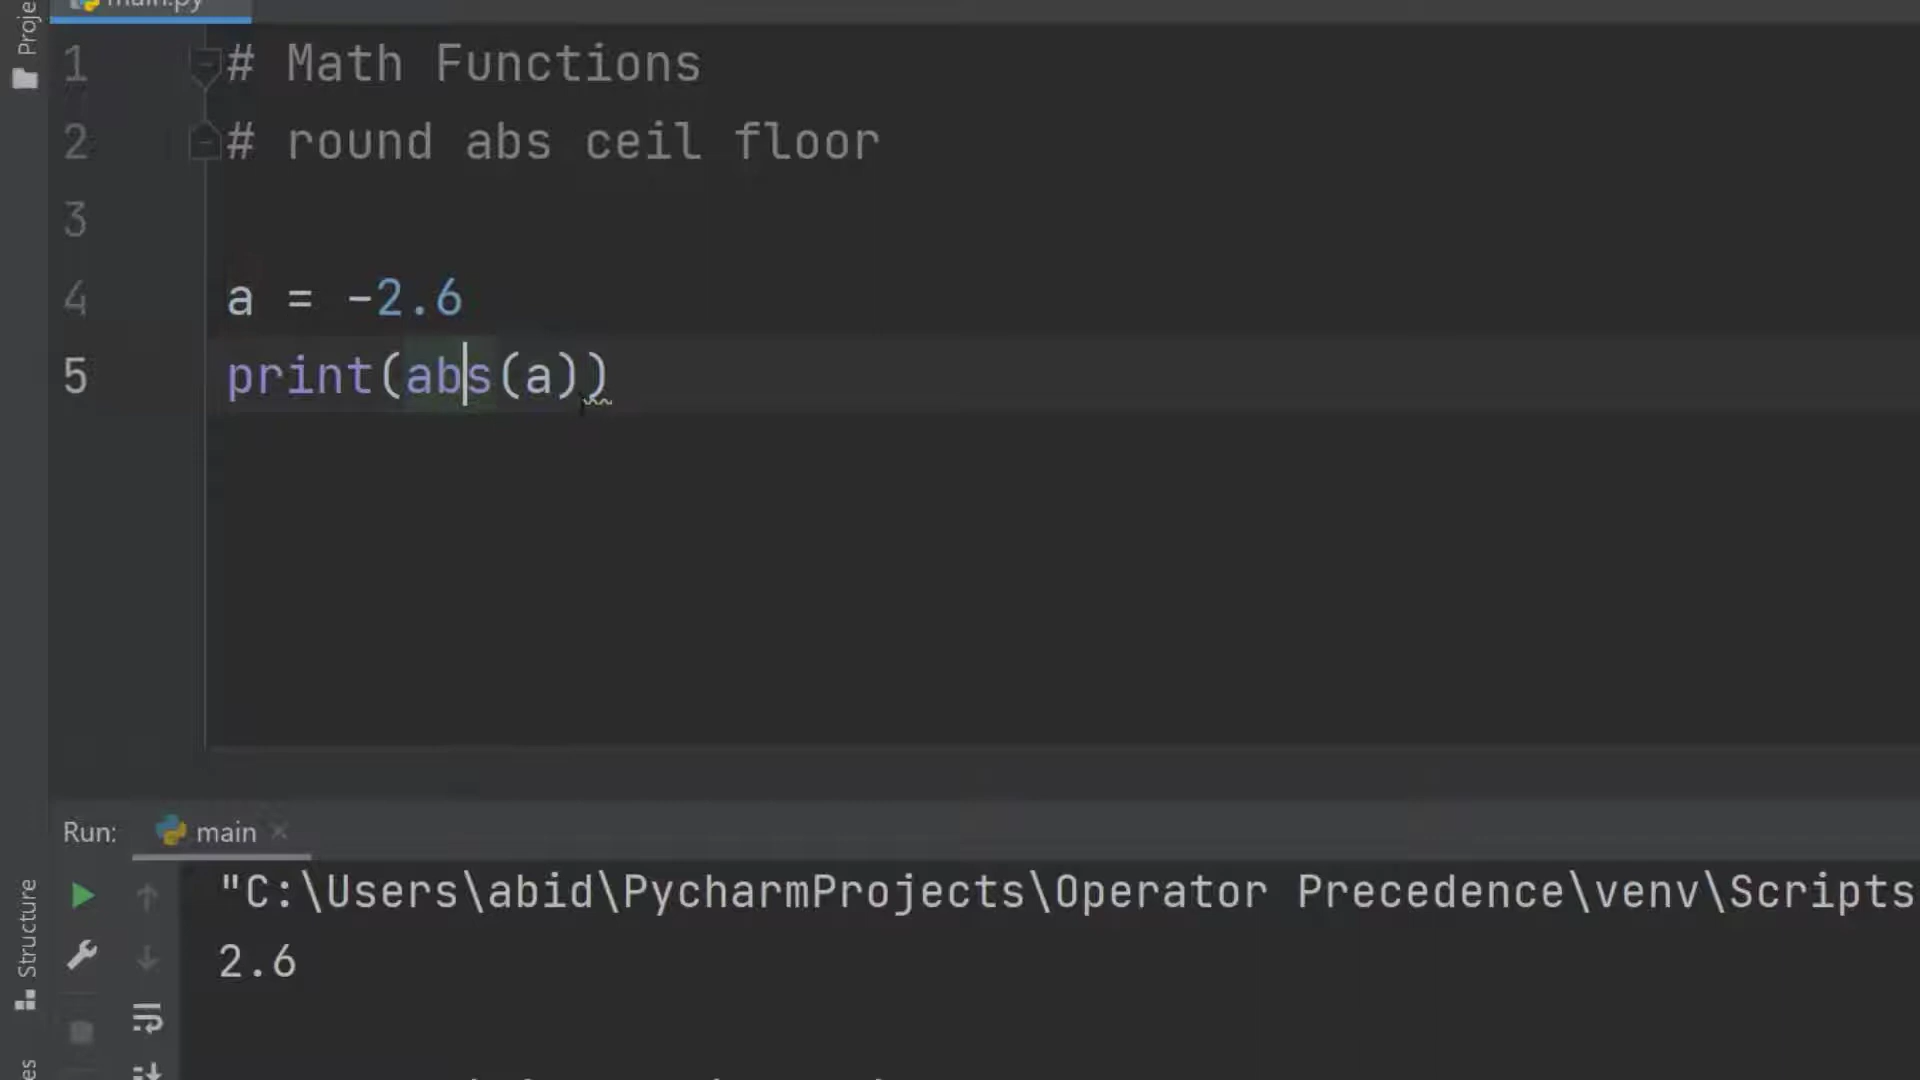 main.py
Proje
1 # Math Functions
2 # round abs ceil floor
3
4 a = -2.6
5 print(abs(a))
Run: main
"C:\Users\abid\PycharmProjects\Operator Precedence\venv\Scripts
2.6
Structure
es